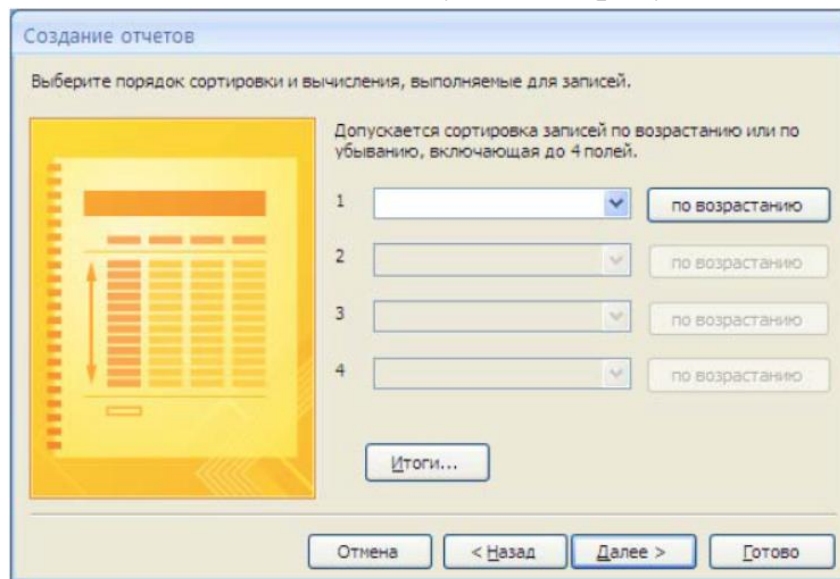 Создание отчетов
Выберите порядок сортировки и вычисления, выполняемые для записей.
Допускается сортировка записей по возрастанию или по
убыванию, включающая до 4 полей.
1 по возрастанию
2 по возрастанию
3 по возрастанию
4 по возрастанию
Итоги...
Отмена < Назад Далее > Готово